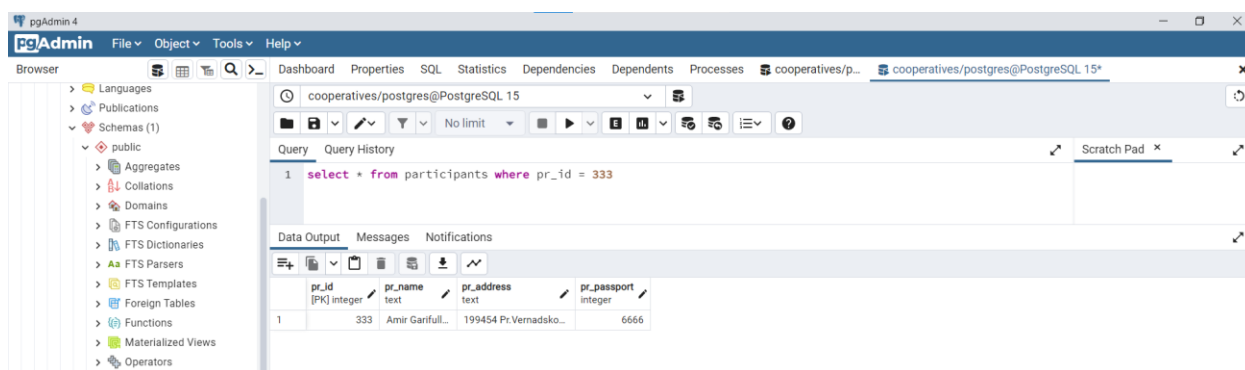 pgAdmin 4
pgAdmin File Object Tools Help
Browser Dashboard Properties SQL Statistics Dependencies Dependents Processes cooperatives/p... cooperatives/postgres@PostgreSQL 15*
Languages
Publications
Schemas (1)
public
Aggregates
Collations
Domains
FTS Configurations
FTS Dictionaries
Aa FTS Parsers
FTS Templates
Foreign Tables
(()) Functions
Materialized Views
Operators
cooperatives/postgres@PostgreSQL 15
No limit E
Query Query History Scratch Pad
1 select * from participants where pr_id = 333
Data Output Messages Notifications
pr_id pr_name pr_address pr_passport
[PK] integer text text integer
1 333 Amir Garifull... 199454 Pr.Vernadsko... 6666